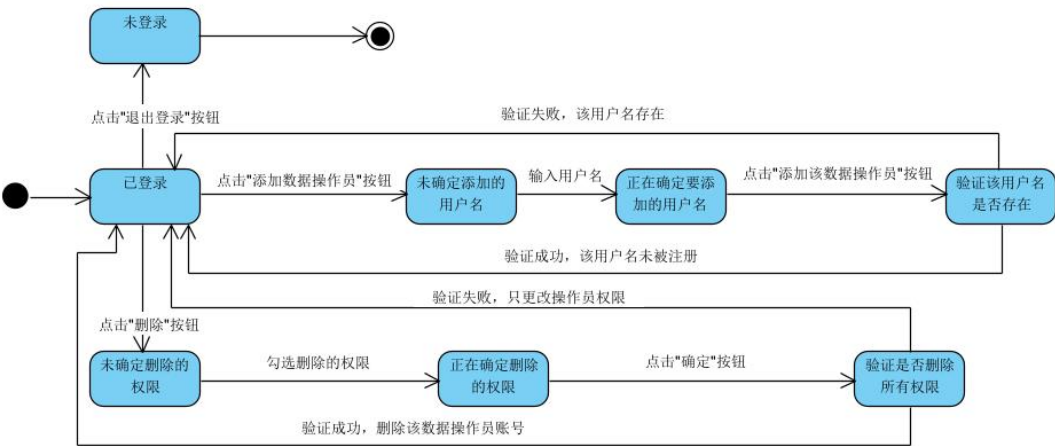 未登录
点击"退出登录"按钮
验证失败，该用户名存在
已登录
点击"添加数据操作员"按钮
未确定添加的
用户名
输入用户名
正在确定要添
加的用户名
点击"添加该数据操作员"按钮
验证该用户名
是否存在
验证成功，该用户名未被注册
验证失败，只更改操作员权限
点击"删除"按钮
未确定删除的
权限
勾选删除的权限
正在确定删除
的权限
点击"确定"按钮
验证是否删除
所有权限
验证成功，删除该数据操作员账号